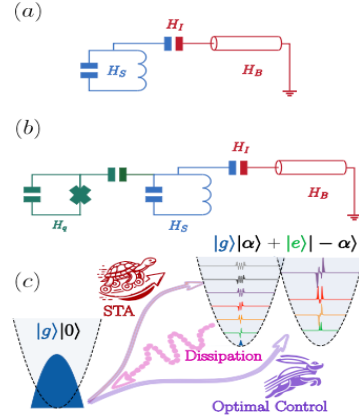 (a)
H_I
H_S
H_B
(b)
H_I
H_q
H_S
H_B
|g⟩|α⟩ + |e⟩|− α⟩
(c)
STA
|g⟩|0⟩
Dissipation
Optimal Control